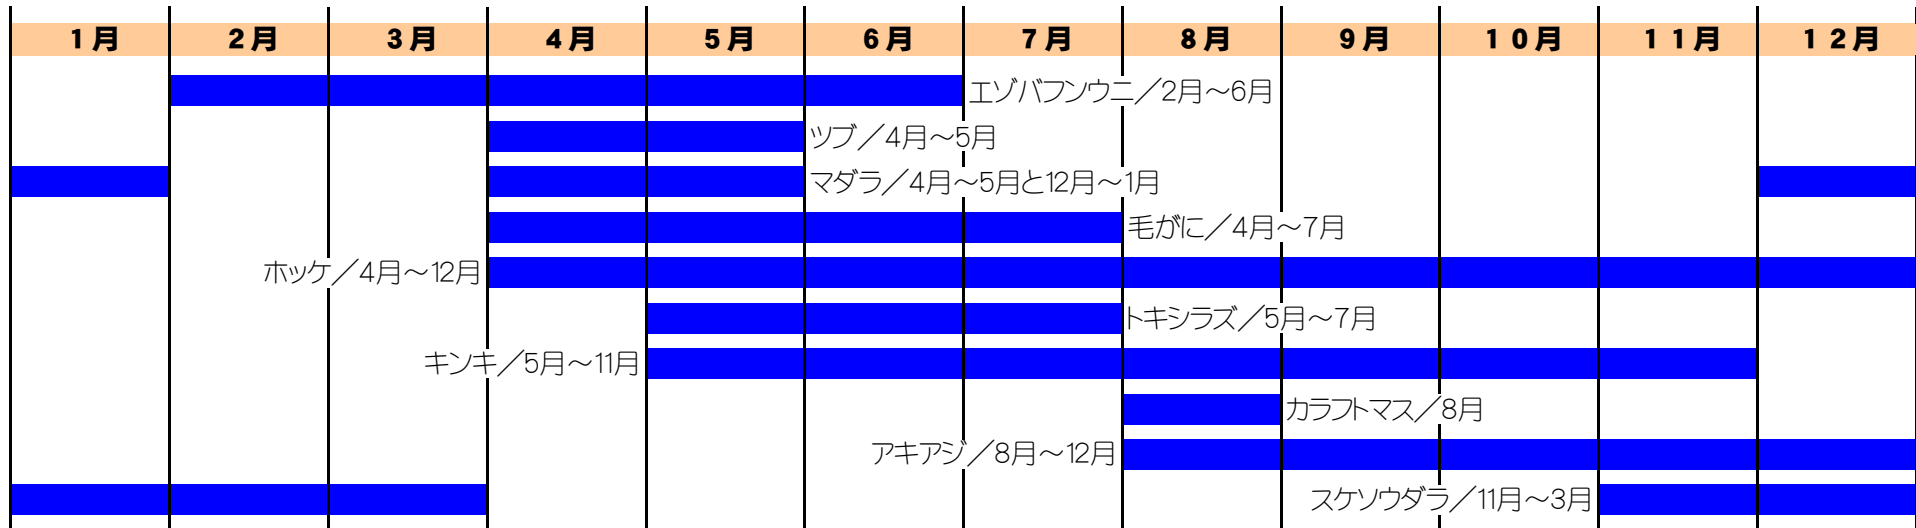 1月 2月 3月 4月 5月 6月 7月 8月 9月 10月 11月 12月
エゾバフンウニ／2月～6月
ツブ／4月～5月
マダラ／4月～5月と12月～1月
毛がに／4月～7月
ホッケ／4月～12月
トキシラズ／5月～7月
キンキ／5月～11月
カラフトマス／8月
アキアジ／8月～12月
スケソウダラ／11月～3月